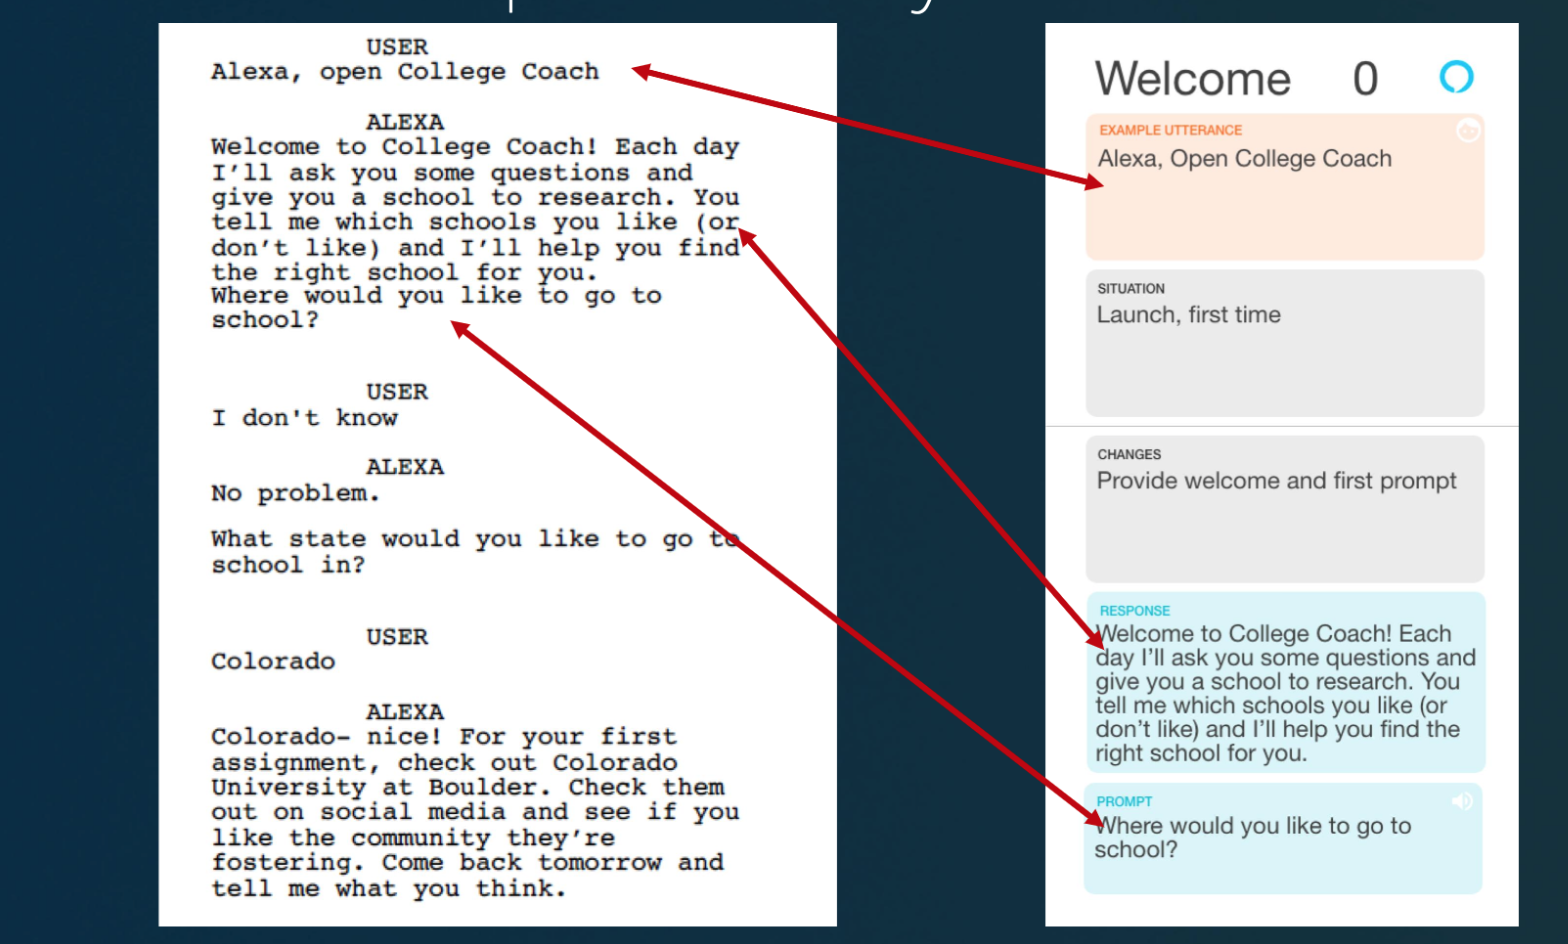 USER
Alexa, open College Coach
ALEXA
Welcome to College Coach! Each day
I’ll ask you some questions and
give you a school to research. You
tell me which schools you like (or
don’t like) and I’ll help you find
the right school for you.
Where would you like to go to
school?
USER
I don't know
ALEXA
No problem.
What state would you like to go to
school in?
USER
Colorado
ALEXA
Colorado– nice! For your first
assignment, check out Colorado
University at Boulder. Check them
out on social media and see if you
like the community they’re
fostering. Come back tomorrow and
tell me what you think.
Welcome 0
EXAMPLE UTTERANCE
Alexa, Open College Coach
SITUATION
Launch, first time
CHANGES
Provide welcome and first prompt
RESPONSE
Welcome to College Coach! Each
day I’ll ask you some questions and
give you a school to research. You
tell me which schools you like (or
don’t like) and I’ll help you find the
right school for you.
PROMPT
Where would you like to go to
school?